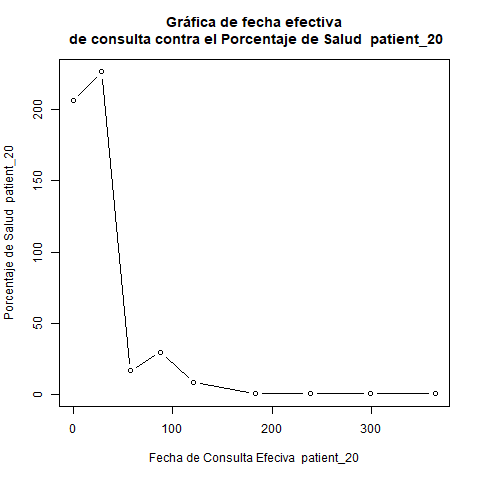 Gráfica de fecha efectiva
de consulta contra el Porcentaje de Salud patient_20
Porcentaje de Salud patient_20
0
50
100
150
200
0
100
200
300
Fecha de Consulta Efeciva patient_20